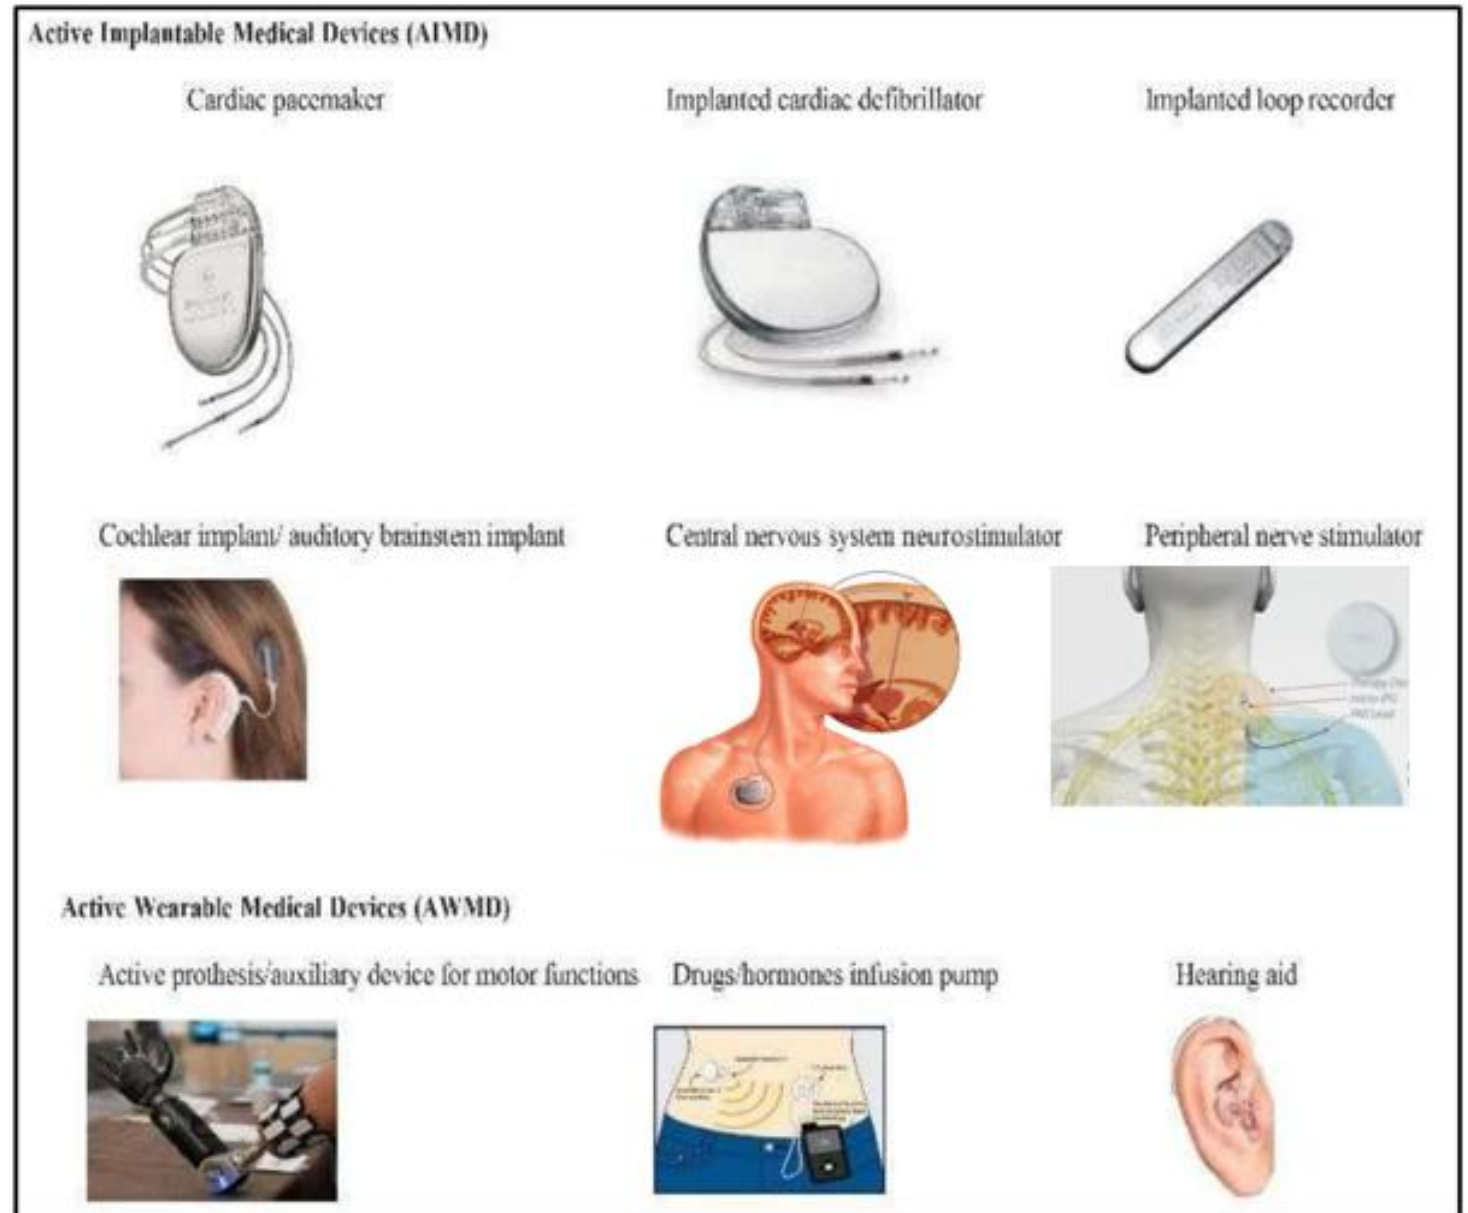 Active Implantable Medical Devices (AIMD)
Cardiac pacemaker
Implanted cardiac defibrillator
Implanted loop recorder
Cochlear implant/ auditory brainstem implant
Central nervous system neurostimulator
Peripheral nerve stimulator
PNS Lead
Active Wearable Medical Devices (AWMD)
Active prothesis/auxiliary device for motor functions
Drugs/hormones infusion pump
Hearing aid